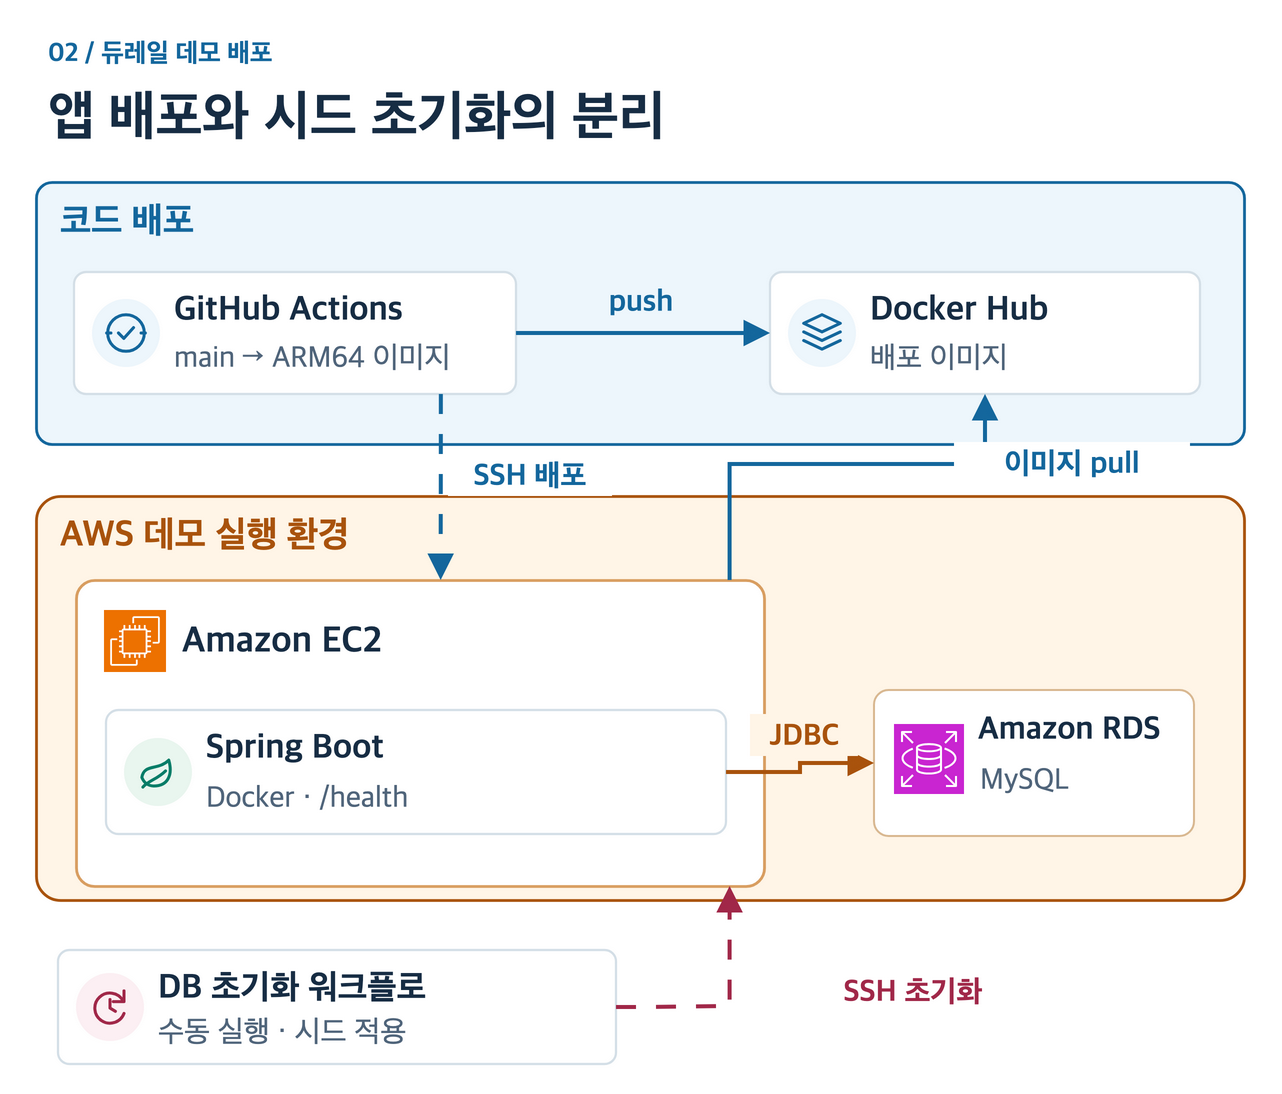 02 / 듀레일 데모 배포
앱 배포와 시드 초기화의 분리
코드 배포
GitHub Actions
main → ARM64 이미지
push
Docker Hub
배포 이미지
SSH 배포
이미지 pull
AWS 데모 실행 환경
Amazon EC2
Spring Boot
Docker · /health
JDBC
Amazon RDS
MySQL
DB 초기화 워크플로
수동 실행 · 시드 적용
SSH 초기화